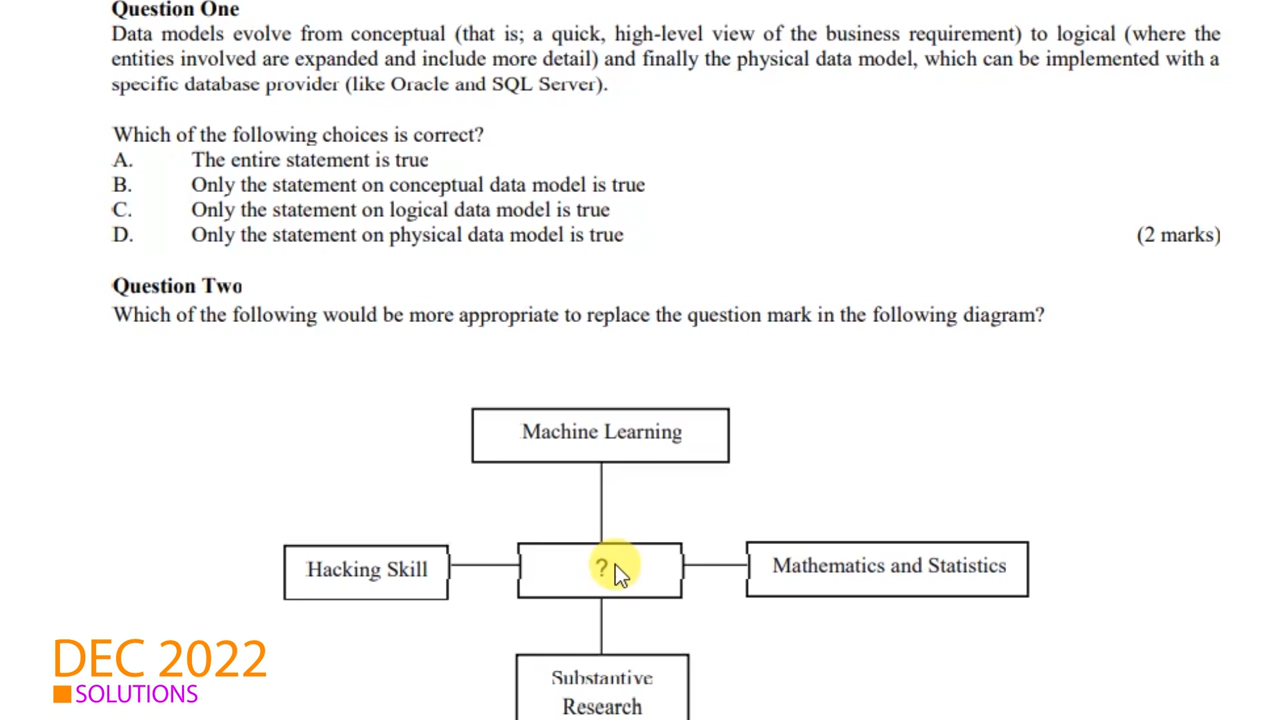 Question One
Data models evolve from conceptual (that is; a quick, high-level view of the business requirement) to logical (where the
entities involved are expanded and include more detail) and finally the physical data model, which can be implemented with a
specific database provider (like Oracle and SQL Server).
Which of the following choices is correct?
A. The entire statement is true
B. Only the statement on conceptual data model is true
C. Only the statement on logical data model is true
D. Only the statement on physical data model is true (2 marks)
Question Two
Which of the following would be more appropriate to replace the question mark in the following diagram?
Machine Learning
Hacking Skill
?
Mathematics and Statistics
Substantive
Research
DEC 2022
SOLUTIONS